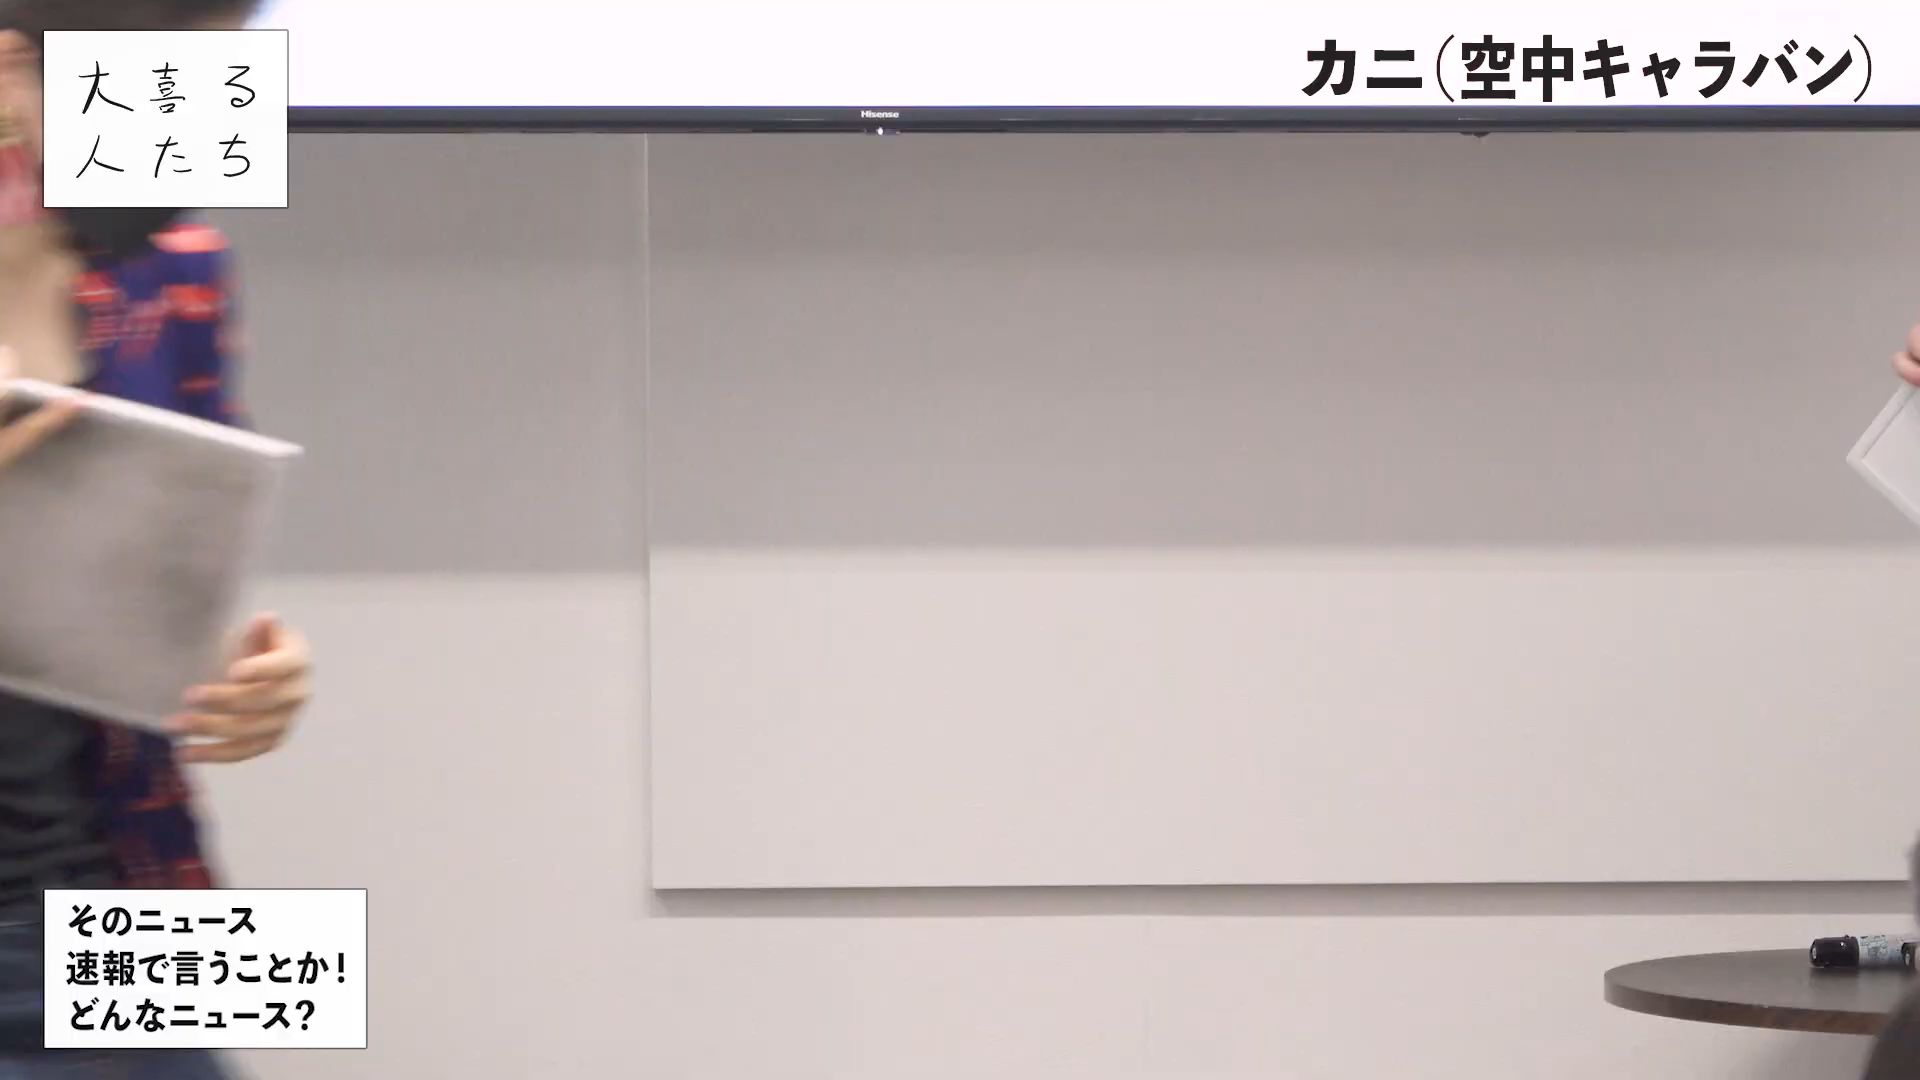 大喜る
人たち
カニ(空中キャラバン)
Hisense
そのニュース
速報で言うことか!
どんなニュース?